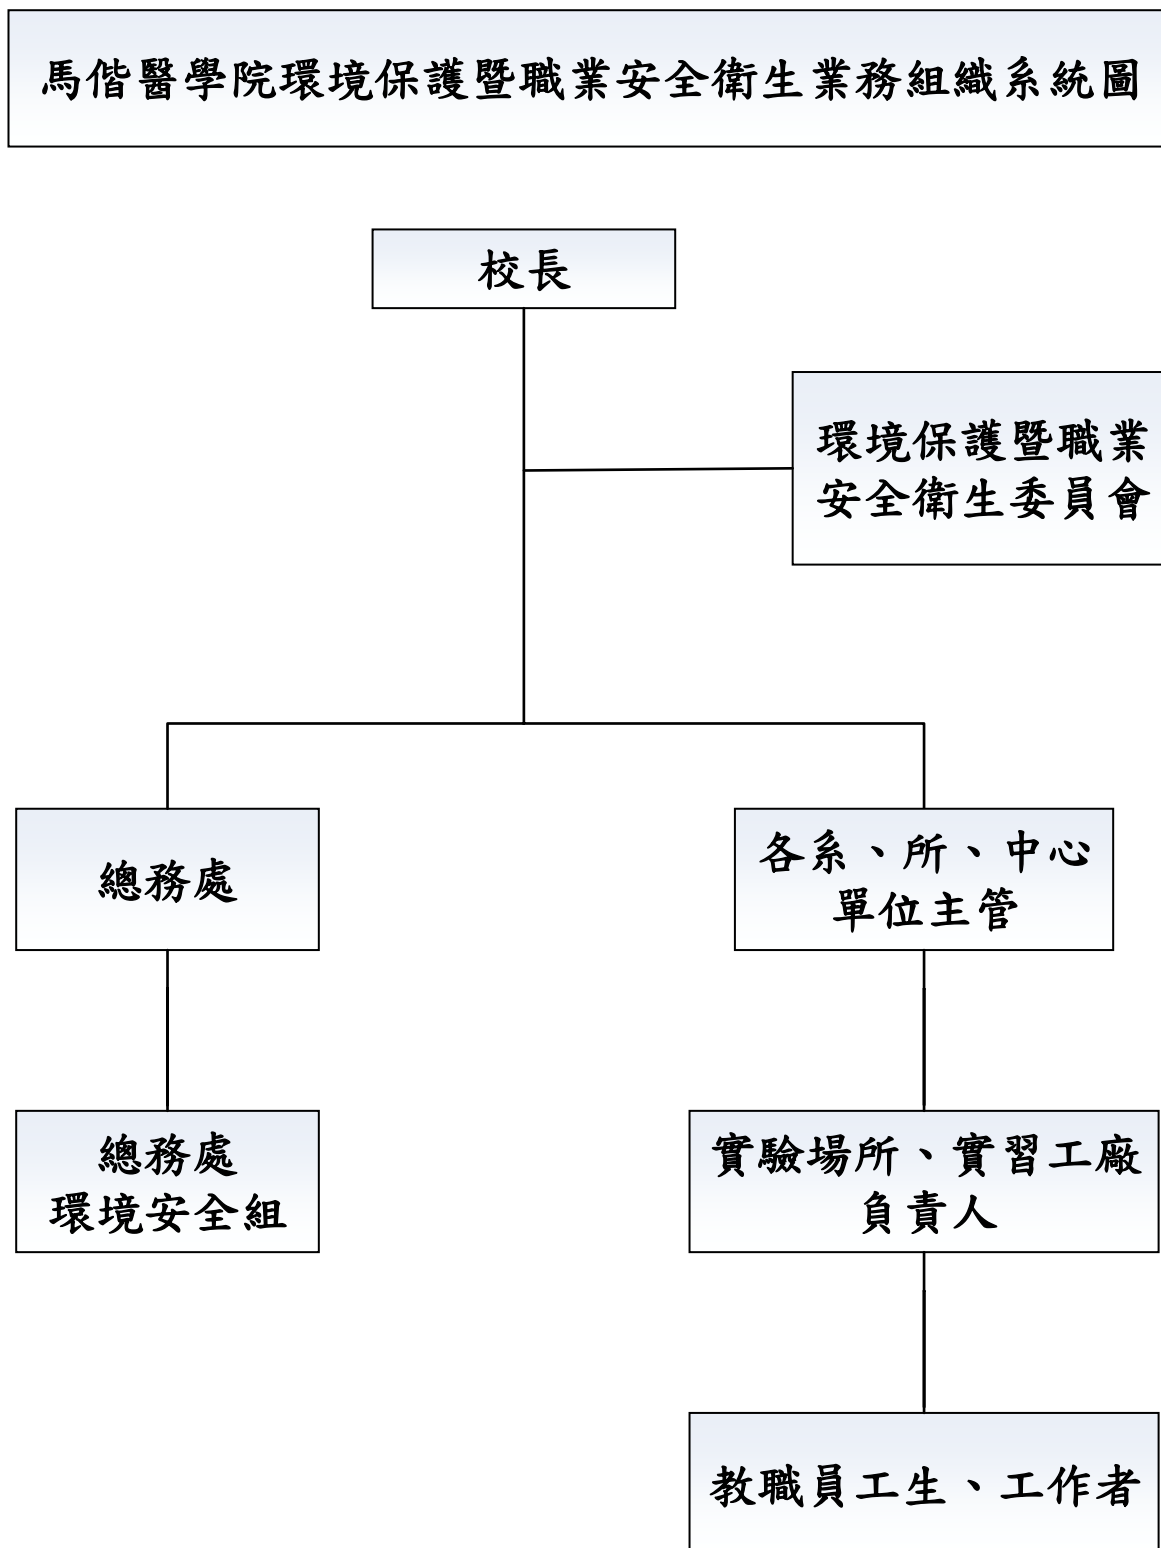 馬偕醫學院環境保護暨職業安全衛生業務組織系統圖
校長
環境保護暨職業
安全衛生委員會
總務處
各系、所、中心
單位主管
總務處
環境安全組
實驗場所、實習工廠
負責人
教職員工生、工作者